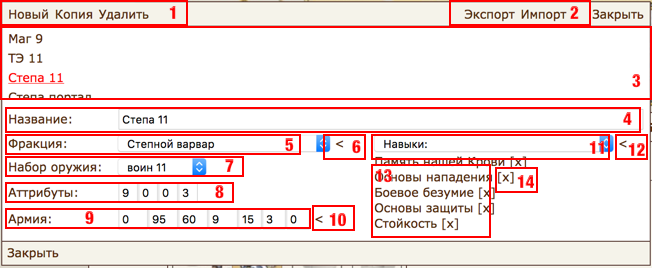 Новый Копия Удалить 1 Экспорт Импорт 2 Закрыть
Маг 9
ТЭ 11
Степа 11 3
Степа портал
Название: Степа 11 4
Фракция: Степной варвар 5 < 6 Навыки: 11 < 12
Набор оружия: воин 11 7 Память нашей Крови [x]
13 Основы нападения [x] 14
Аттрибуты: 9 0 0 3 8 Боевое безумие [x]
Основы защиты [x]
Армия: 9 0 95 60 9 15 3 0 < 10 Стойкость [x]
Закрыть